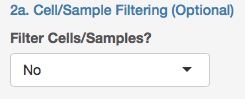 2a. Cell/Sample Filtering (Optional)
Filter Cells/Samples?
No